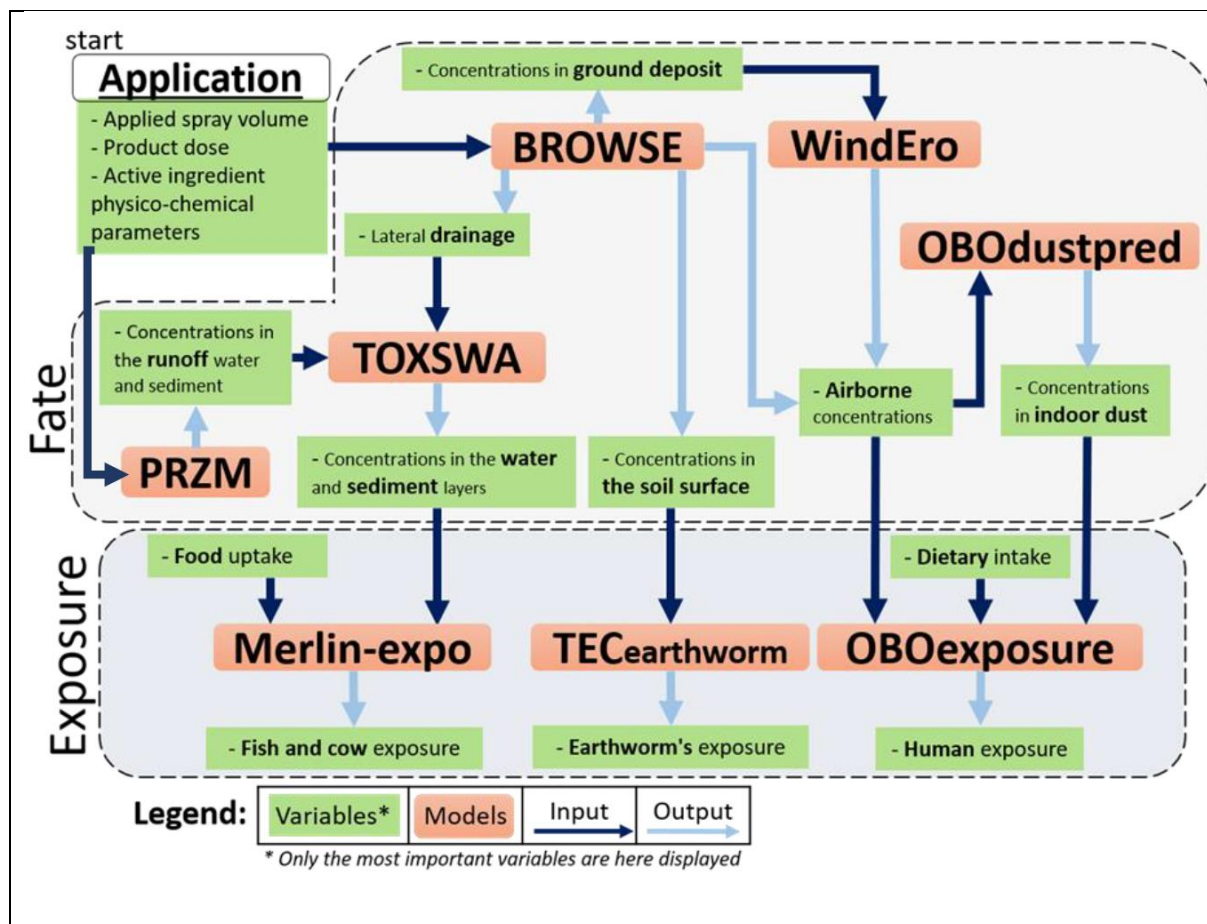 start
Application
- Applied spray volume
- Product dose
- Active ingredient
physico-chemical
parameters
- Concentrations in ground deposit
BROWSE
WindEro
- Lateral drainage
OBOdustpred
- Concentrations in
the runoff water
and sediment
TOXSWA
- Airborne
concentrations
- Concentrations
in indoor dust
Fate
PRZM
- Concentrations in the water
and sediment layers
- Concentrations in
the soil surface
Exposure
- Food uptake
- Dietary intake
Merlin-expo
TECearthworm
OBOexposure
- Fish and cow exposure
- Earthworm's exposure
- Human exposure
Legend:
Variables*
Models
Input
Output
* Only the most important variables are here displayed